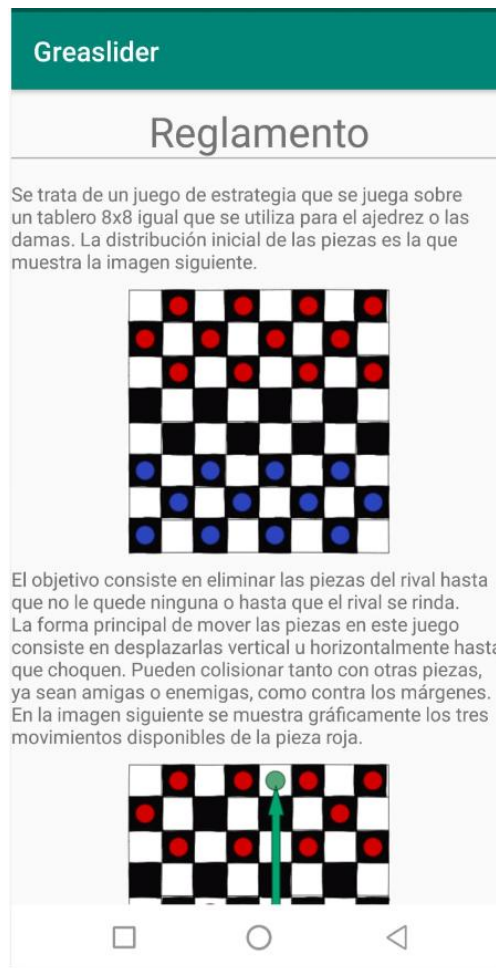 Greaslider
Reglamento
Se trata de un juego de estrategia que se juega sobre
un tablero 8x8 igual que se utiliza para el ajedrez o las
damas. La distribución inicial de las piezas es la que
muestra la imagen siguiente.
El objetivo consiste en eliminar las piezas del rival hasta
que no le quede ninguna o hasta que el rival se rinda.
La forma principal de mover las piezas en este juego
consiste en desplazarlas vertical u horizontalmente hasta
que choquen. Pueden colisionar tanto con otras piezas,
ya sean amigas o enemigas, como contra los márgenes.
En la imagen siguiente se muestra gráficamente los tres
movimientos disponibles de la pieza roja.